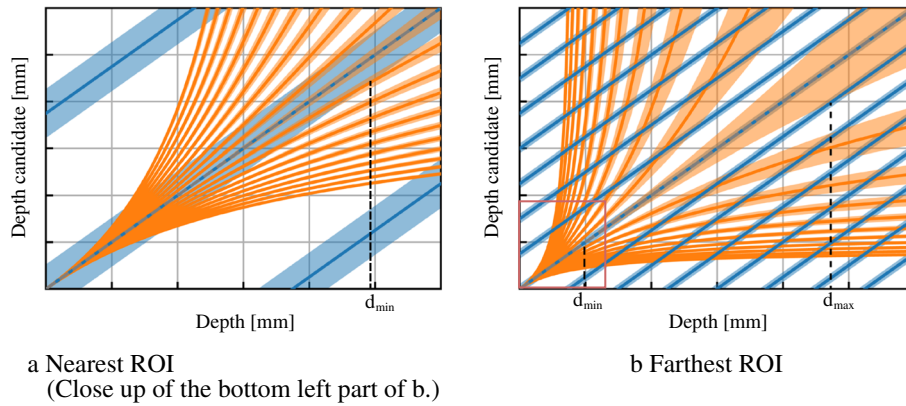 Depth candidate [mm]
d_min
Depth [mm]
a Nearest ROI
(Close up of the bottom left part of b.)
Depth candidate [mm]
d_min
d_max
Depth [mm]
b Farthest ROI